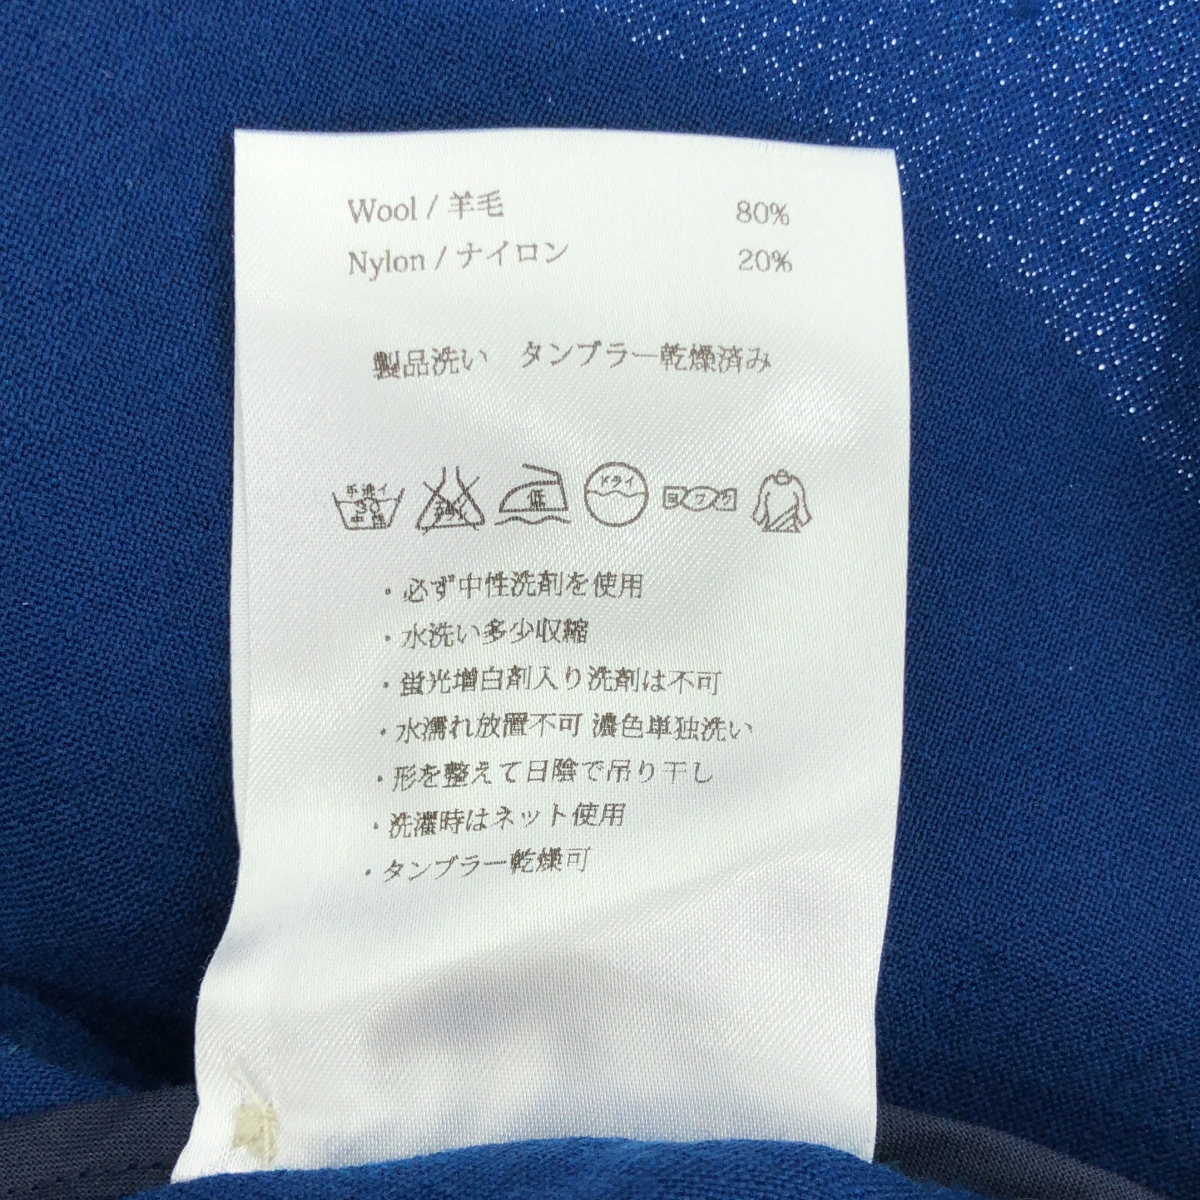 Wool / 羊毛 80%
Nylon / ナイロン 20%
製品洗い タンブラー乾燥済み
手洗イ 30 中性 低 ドライ ヨワク
・必ず中性洗剤を使用
・水洗い多少収縮
・蛍光増白剤入り洗剤は不可
・水濡れ放置不可 濃色単独洗い
・形を整えて日陰で吊り干し
・洗濯時はネット使用
・タンブラー乾燥可